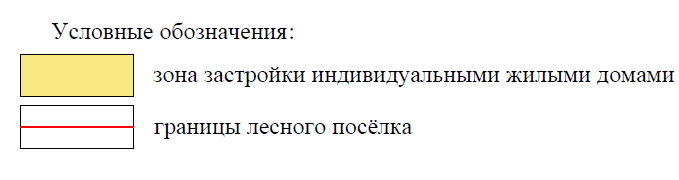 Условные обозначения:
зона застройки индивидуальными жилыми домами
границы лесного посёлка